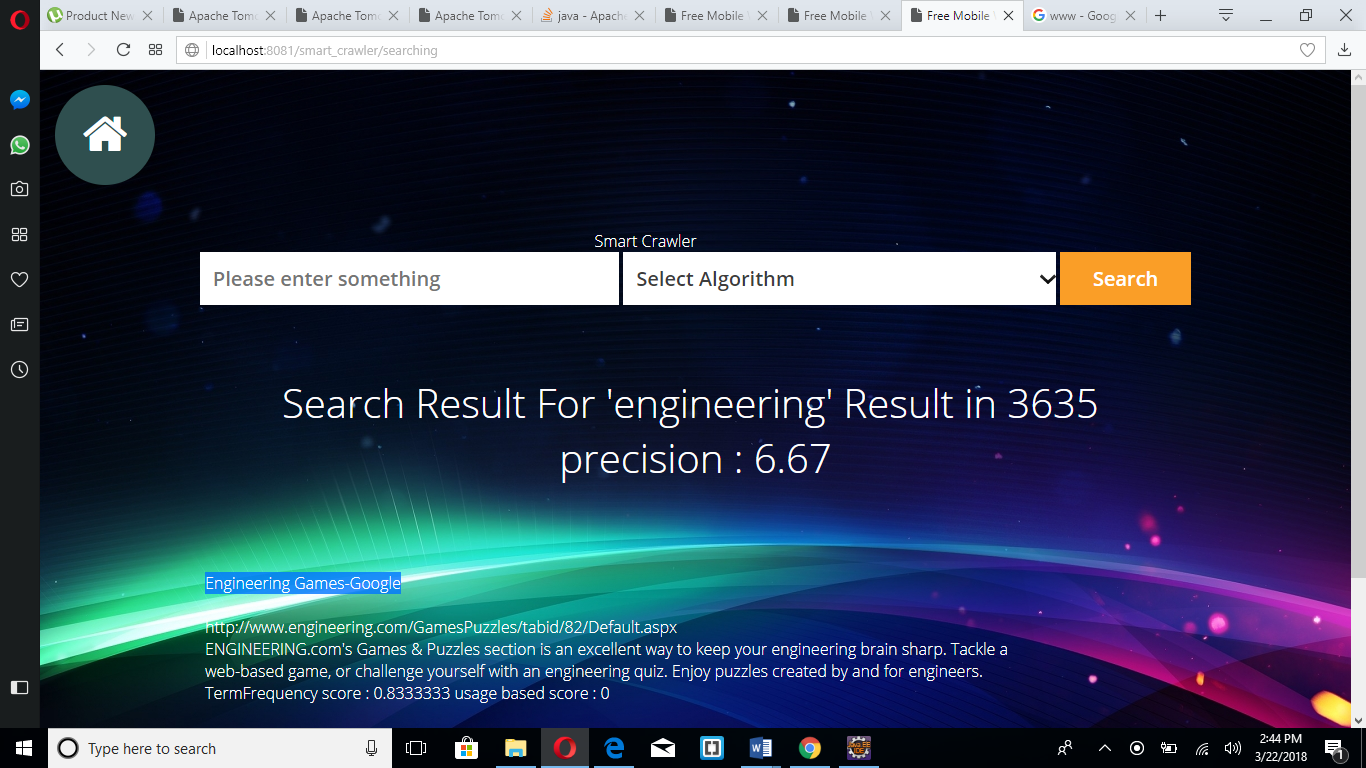 Product New
Apache Tom
Apache Tom
Apache Tom
java - Apach
Free Mobile
Free Mobile
Free Mobile
www - Goog
localhost:8081/smart_crawler/searching
Smart Crawler
Please enter something
Select Algorithm
Search
Search Result For 'engineering' Result in 3635
precision : 6.67
Engineering Games-Google
http://www.engineering.com/GamesPuzzles/tabid/82/Default.aspx
ENGINEERING.com's Games & Puzzles section is an excellent way to keep your engineering brain sharp. Tackle a
web-based game, or challenge yourself with an engineering quiz. Enjoy puzzles created by and for engineers.
TermFrequency score : 0.8333333 usage based score : 0
Type here to search
2:44 PM
3/22/2018
1